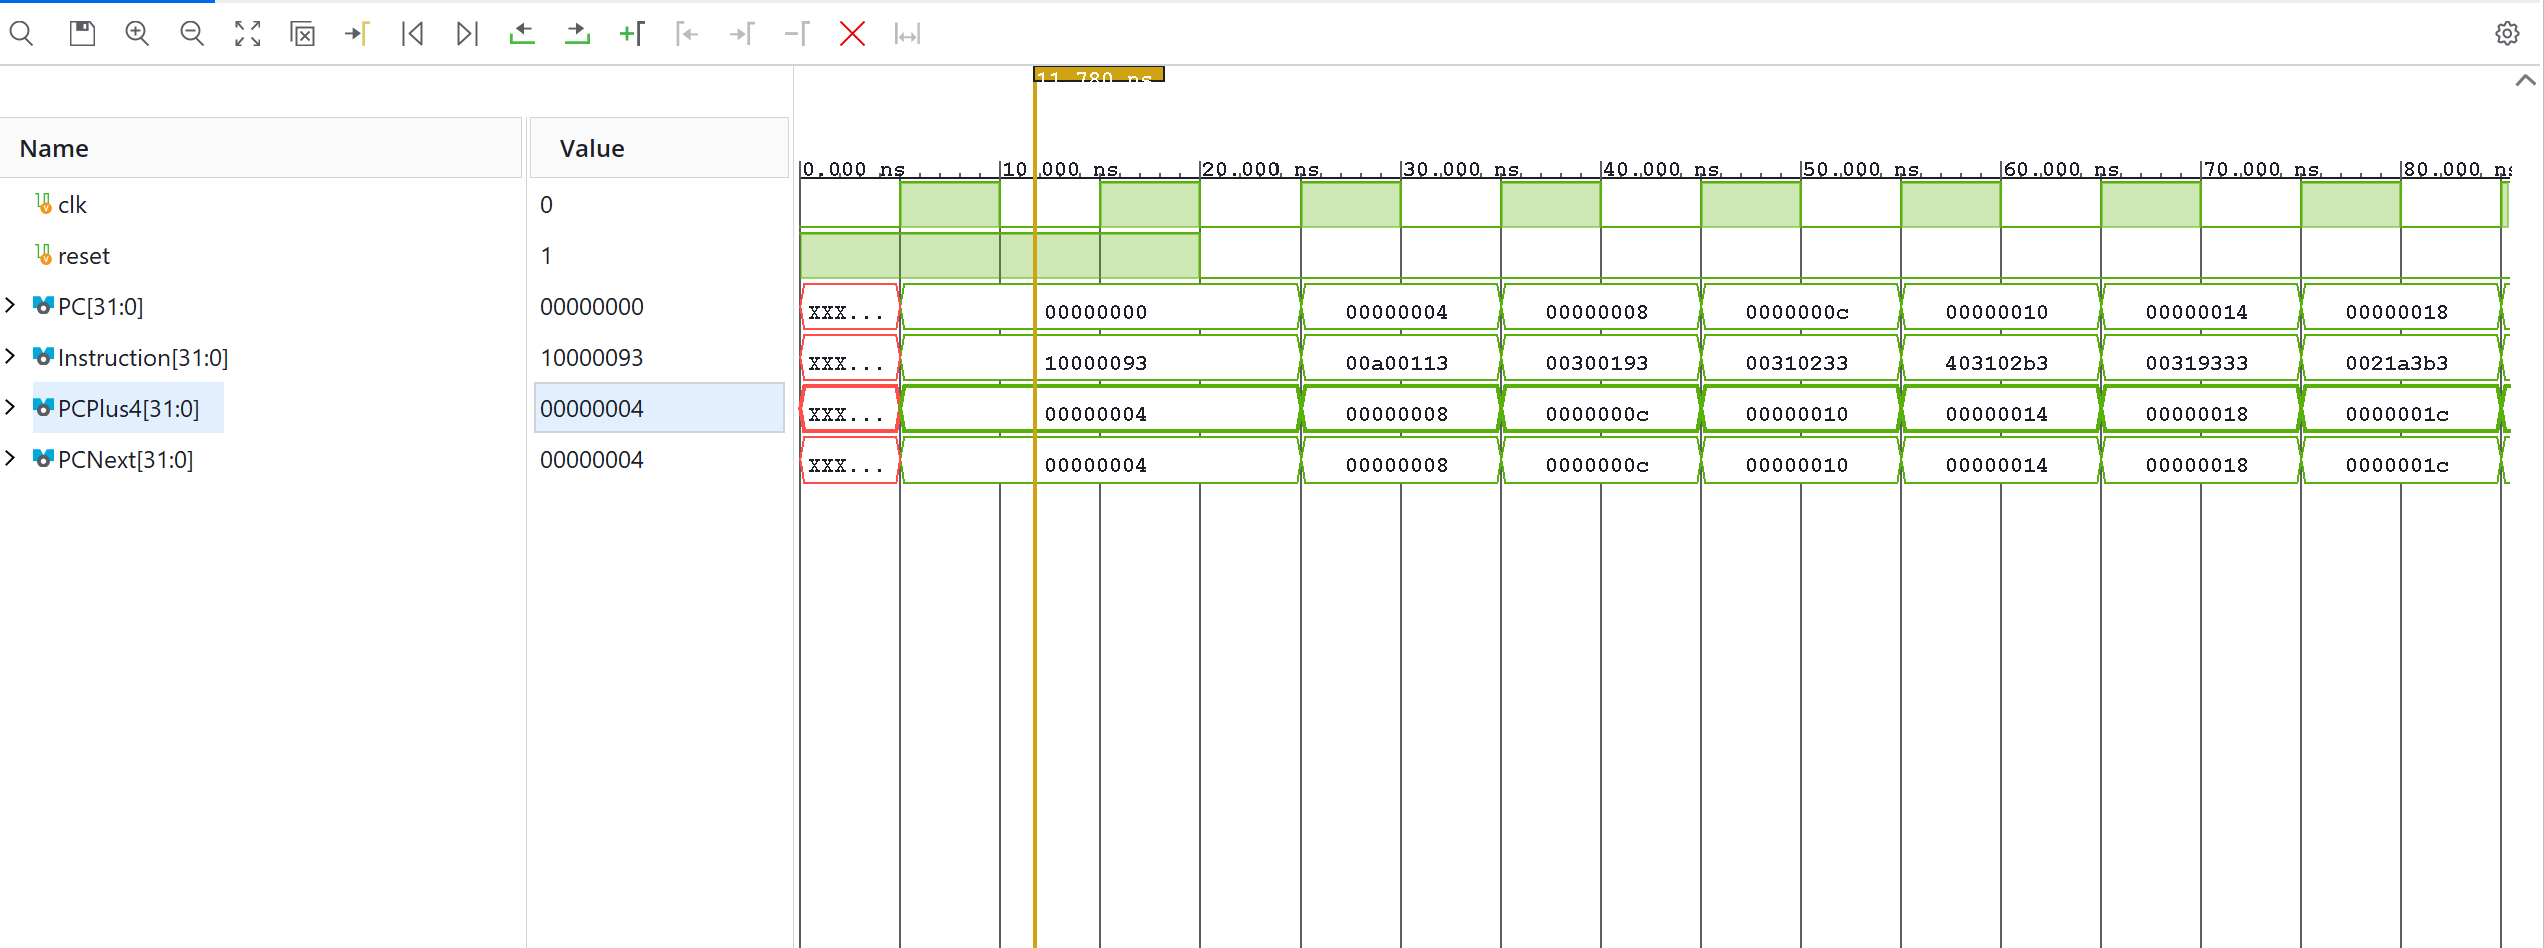 11.780 ns
Name Value
0.000 ns 10.000 ns 20.000 ns 30.000 ns 40.000 ns 50.000 ns 60.000 ns 70.000 ns 80.000 ns
clk 0
reset 1
PC[31:0] 00000000 XXX... 00000000 00000004 00000008 0000000c 00000010 00000014 00000018
Instruction[31:0] 10000093 XXX... 10000093 00a00113 00300193 00310233 403102b3 00319333 0021a3b3
PCPlus4[31:0] 00000004 XXX... 00000004 00000008 0000000c 00000010 00000014 00000018 0000001c
PCNext[31:0] 00000004 XXX... 00000004 00000008 0000000c 00000010 00000014 00000018 0000001c